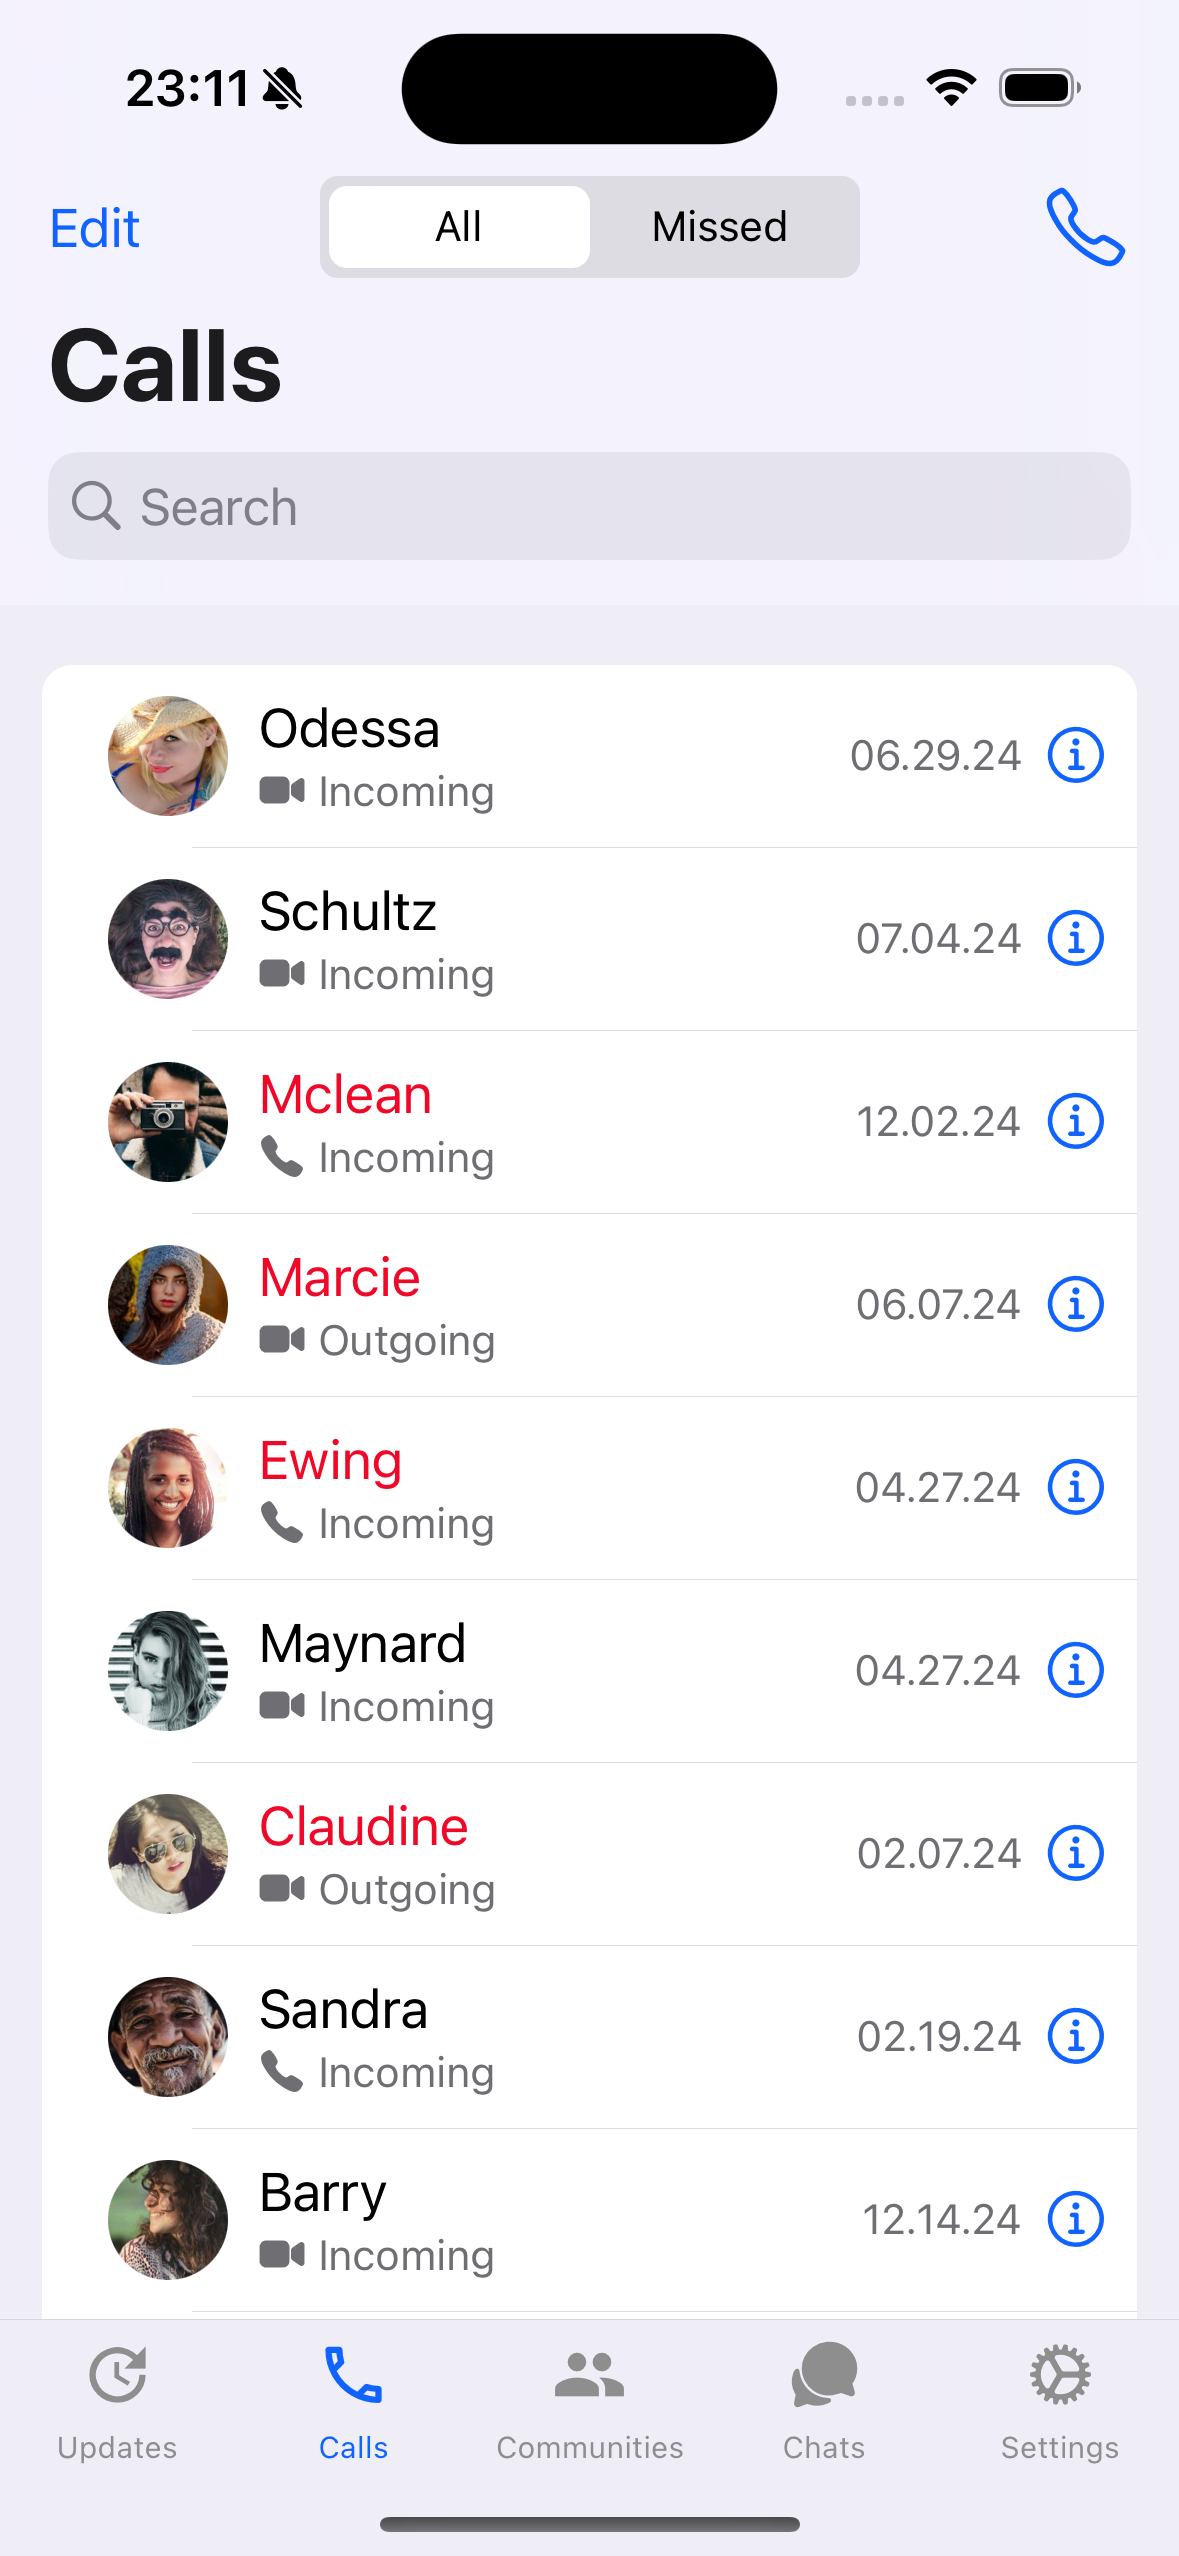 23:11
Edit
All
Missed
Calls
Search
Odessa
Incoming
06.29.24
Schultz
Incoming
07.04.24
Mclean
Incoming
12.02.24
Marcie
Outgoing
06.07.24
Ewing
Incoming
04.27.24
Maynard
Incoming
04.27.24
Claudine
Outgoing
02.07.24
Sandra
Incoming
02.19.24
Barry
Incoming
12.14.24
Updates
Calls
Communities
Chats
Settings